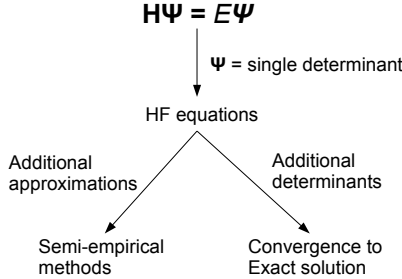 HΨ = EΨ
Ψ = single determinant
HF equations
Additional
approximations
Additional
determinants
Semi-empirical
methods
Convergence to
Exact solution